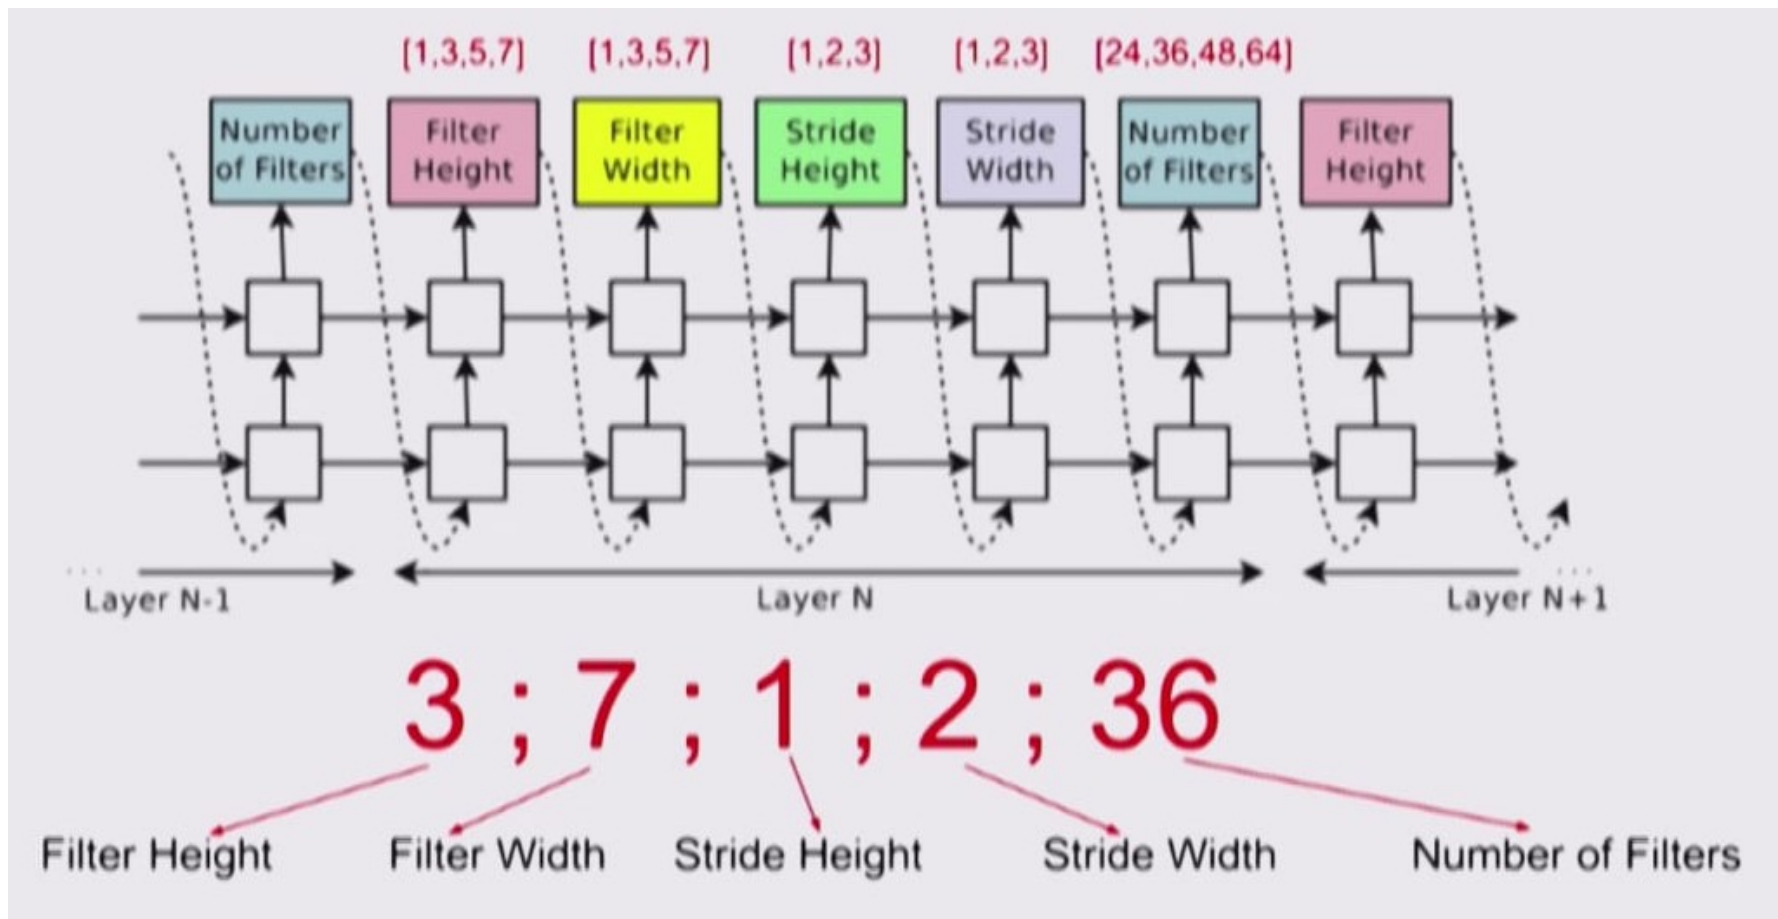 [1,3,5,7] [1,3,5,7] [1,2,3] [1,2,3] [24,36,48,64]
Number of Filters
Filter Height
Filter Width
Stride Height
Stride Width
Number of Filters
Filter Height
... Layer N-1
Layer N
Layer N+1 ...
3 ; 7 ; 1 ; 2 ; 36
Filter Height Filter Width Stride Height Stride Width Number of Filters